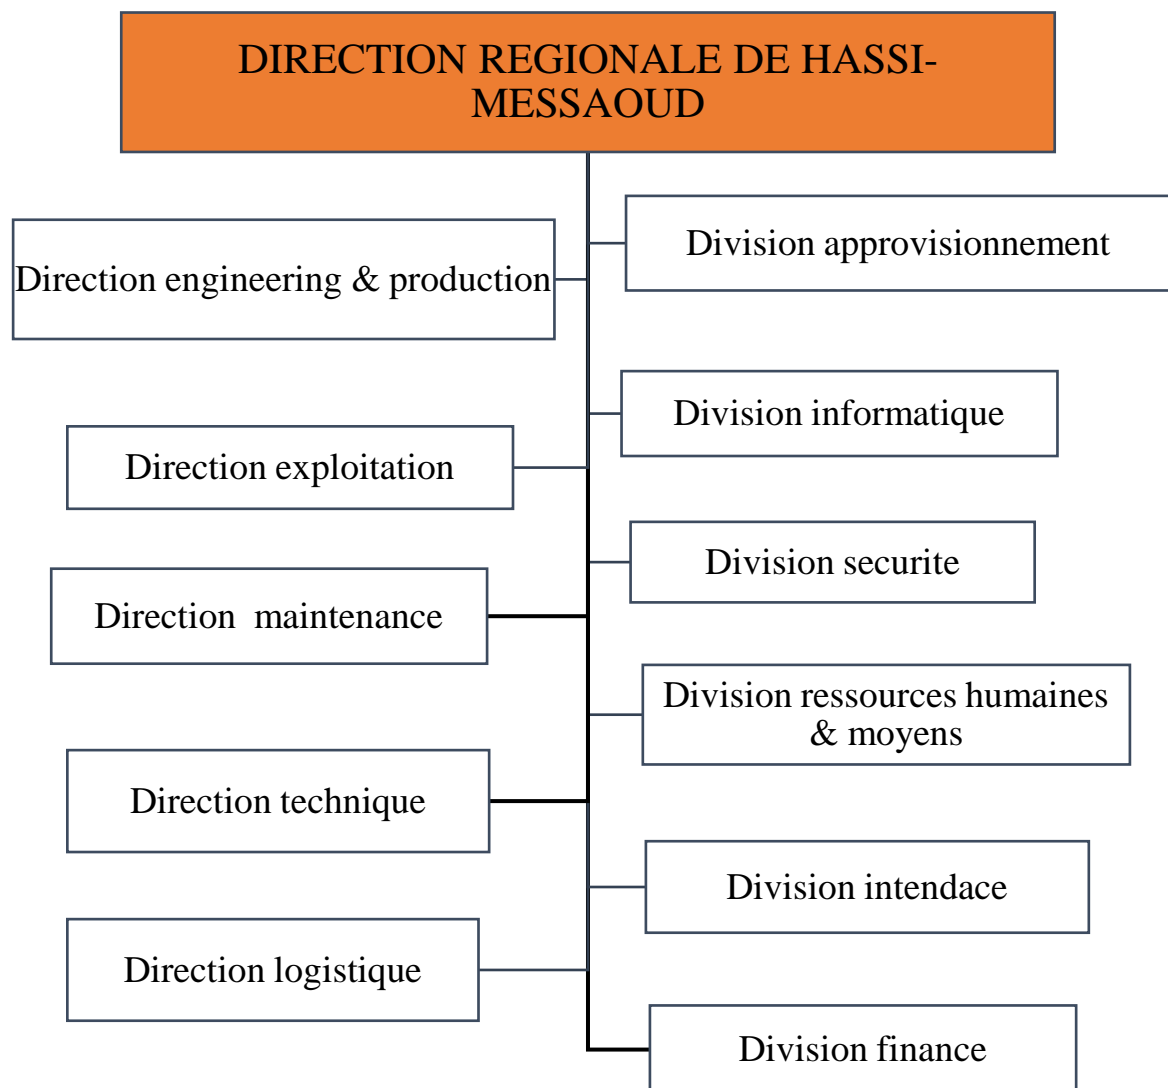 DIRECTION REGIONALE DE HASSI-
MESSAOUD
Direction engineering & production
Division approvisionnement
Direction exploitation
Division informatique
Direction  maintenance
Division securite
Direction technique
Division ressources humaines
& moyens
Direction logistique
Division intendace
Division finance